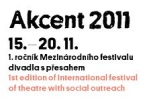 Akcent 2011
15.–20. 11.
1. ročník Mezinárodního festivalu
divadla s přesahem
1st edition of international festival
of theatre with social outreach